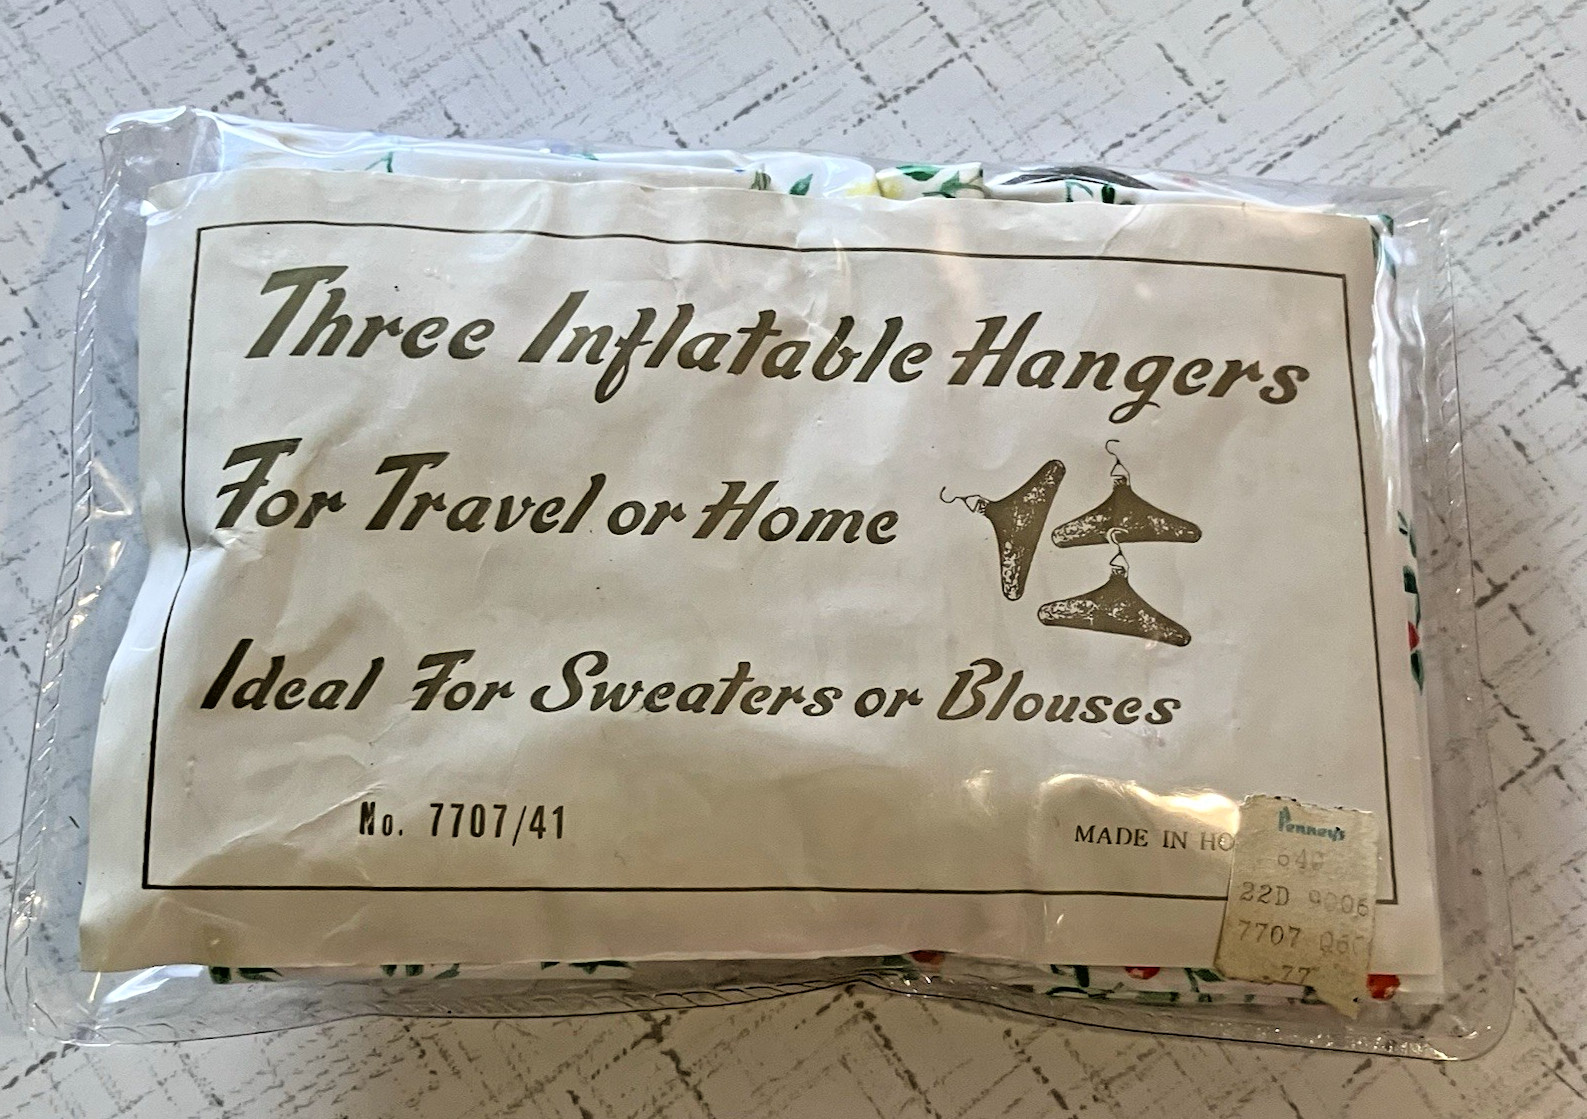 Three Inflatable Hangers
For Travel or Home
Ideal For Sweaters or Blouses
No. 7707/41
MADE IN HO
Penneys
22D
7707
.77